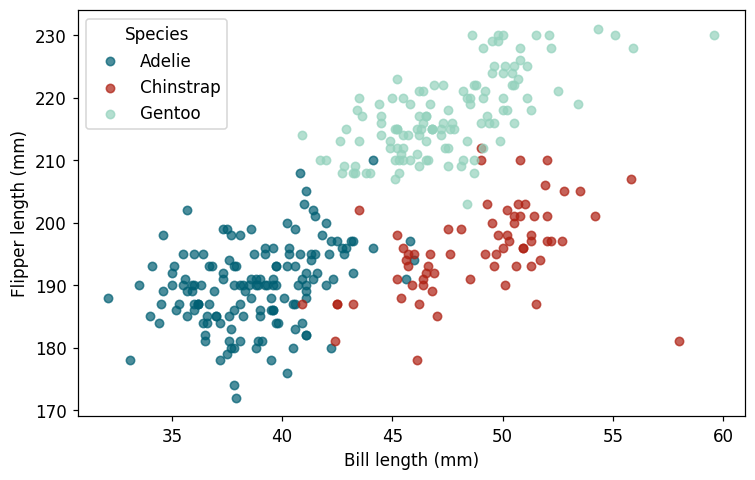 Species
Adelie
Chinstrap
Gentoo
230
220
210
200
190
180
170
Flipper length (mm)
35
40
45
50
55
60
Bill length (mm)